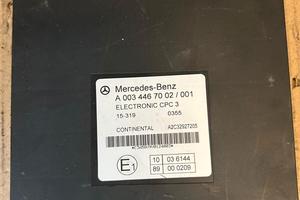 Mercedes-Benz
A 003 446 70 02 / 001
ELECTRONIC CPC 3
15-319 0355
CONTINENTAL A2C32927205
E1
10 03 6144
89 00 0209